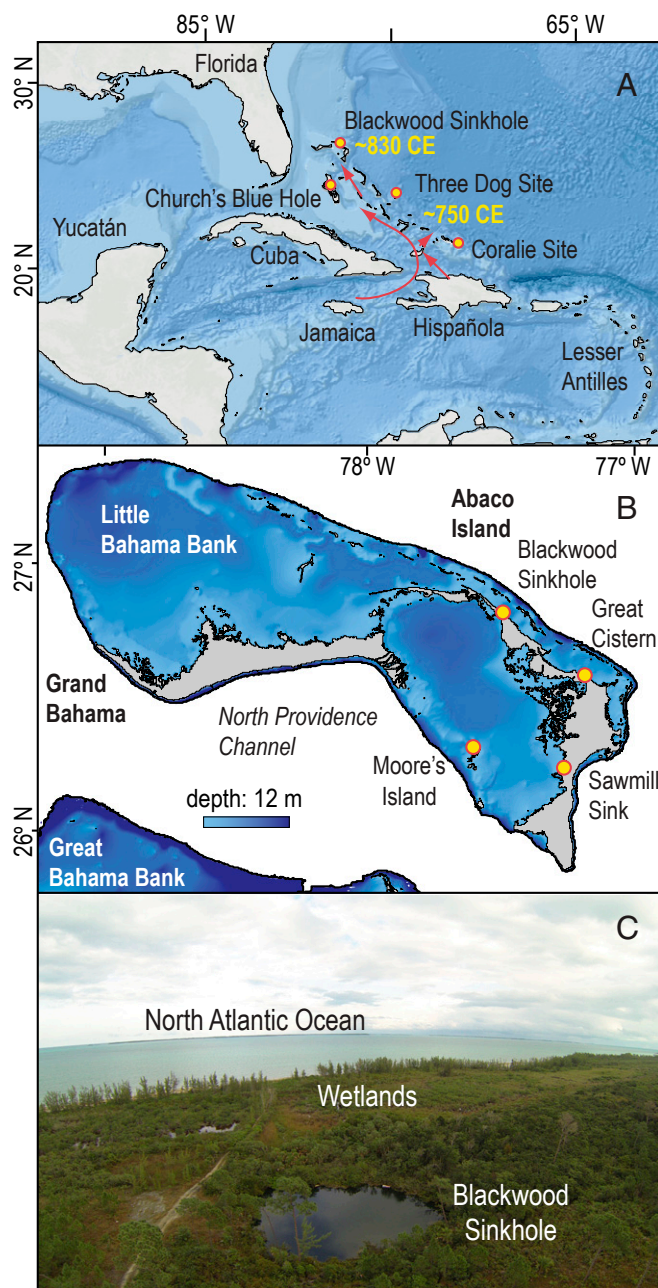 85° W
65° W
30° N
20° N
A
Florida
Blackwood Sinkhole
~830 CE
Three Dog Site
Church's Blue Hole
~750 CE
Yucatán
Cuba
Coralie Site
Jamaica
Hispañola
Lesser
Antilles
78° W
77° W
27° N
26° N
B
Little
Bahama Bank
Abaco
Island
Blackwood
Sinkhole
Great
Cistern
Grand
Bahama
North Providence
Channel
Moore's
Island
Sawmill
Sink
depth: 12 m
Great
Bahama Bank
C
North Atlantic Ocean
Wetlands
Blackwood
Sinkhole